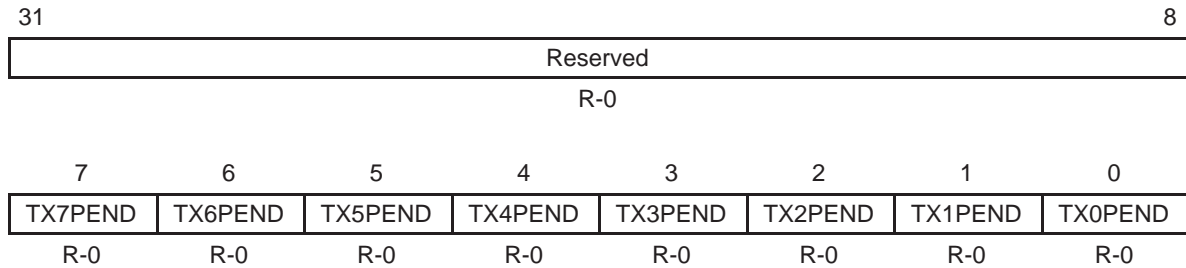 31 8
Reserved
R-0
7 6 5 4 3 2 1 0
TX7PEND TX6PEND TX5PEND TX4PEND TX3PEND TX2PEND TX1PEND TX0PEND
R-0 R-0 R-0 R-0 R-0 R-0 R-0 R-0